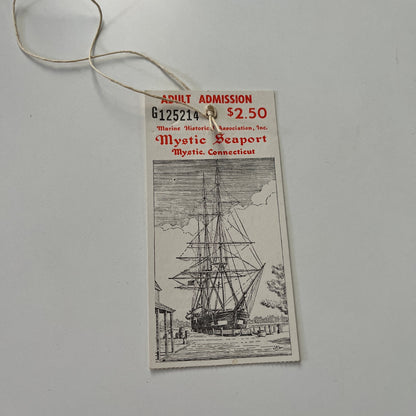 ADULT ADMISSION
G125214 $2.50
Marine Historical Association, Inc.
Mystic Seaport
Mystic, Connecticut